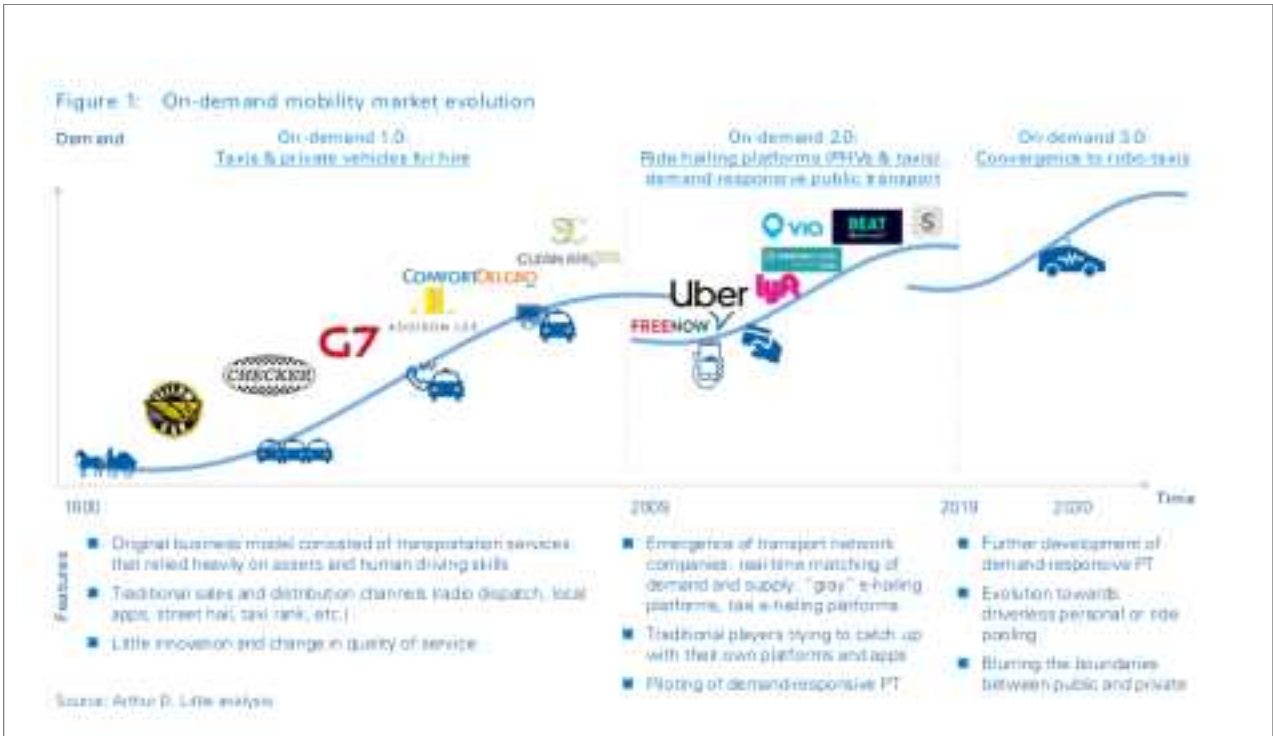 Figure 1: On-demand mobility market evolution
Demand
On-demand 1.0:
Taxis & private vehicles for hire
On-demand 2.0:
Ride hailing platforms (PHVs & taxis),
demand responsive public transport
On-demand 3.0:
Convergence to robo-taxis
CHECKER
G7
COMFORTDELGRO
ADDISON LEE
CLEAN
FREENOW
Uber
lyft
via
BEAT
S
Time
2009
2019
Features
Original business model consisted of transportation services
that relied heavily on assets and human driving skills
Traditional sales and distribution channels (radio dispatch, local
apps, street hail, taxi rank, etc.)
Little innovation and change in quality of service
Emergence of transport network
companies, real time matching of
demand and supply, "gray" e-hailing
platforms, taxi e-hailing platforms
Traditional players trying to catch up
with their own platforms and apps
Piloting of demand-responsive PT
Further development of
demand-responsive PT
Evolution towards
driverless personal or ride
pooling
Blurring the boundaries
between public and private
Source: Arthur D. Little analysis